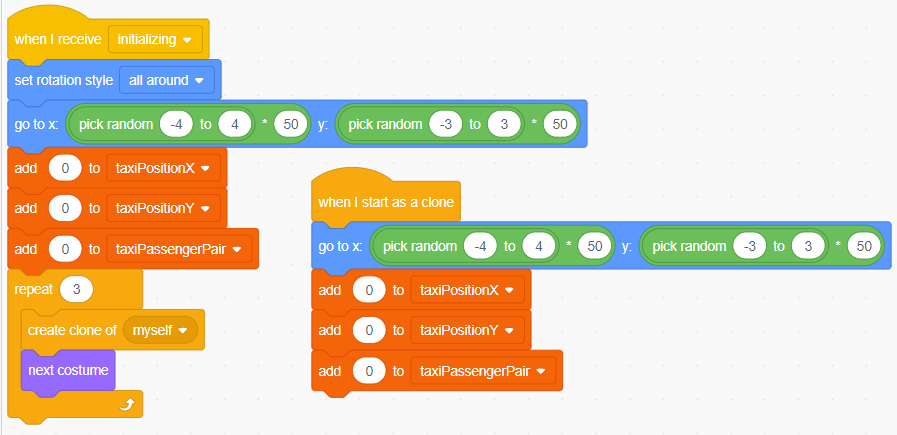 when I receive initializing
set rotation style all around
go to x: pick random -4 to 4 * 50 y: pick random -3 to 3 * 50
add 0 to taxiPositionX
add 0 to taxiPositionY
add 0 to taxiPassengerPair
repeat 3
create clone of myself
next costume
when I start as a clone
go to x: pick random -4 to 4 * 50 y: pick random -3 to 3 * 50
add 0 to taxiPositionX
add 0 to taxiPositionY
add 0 to taxiPassengerPair